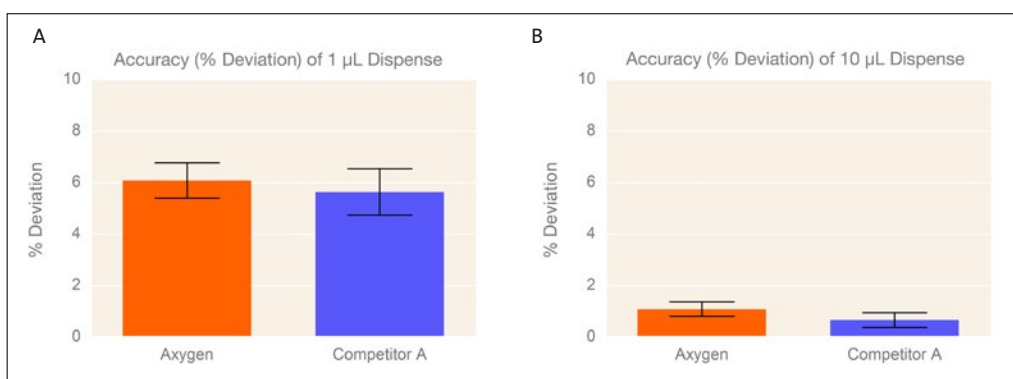 A
Accuracy (% Deviation) of 1 µL Dispense
% Deviation
10
8
6
4
2
0
Axygen
Competitor A
B
Accuracy (% Deviation) of 10 µL Dispense
% Deviation
10
8
6
4
2
0
Axygen
Competitor A